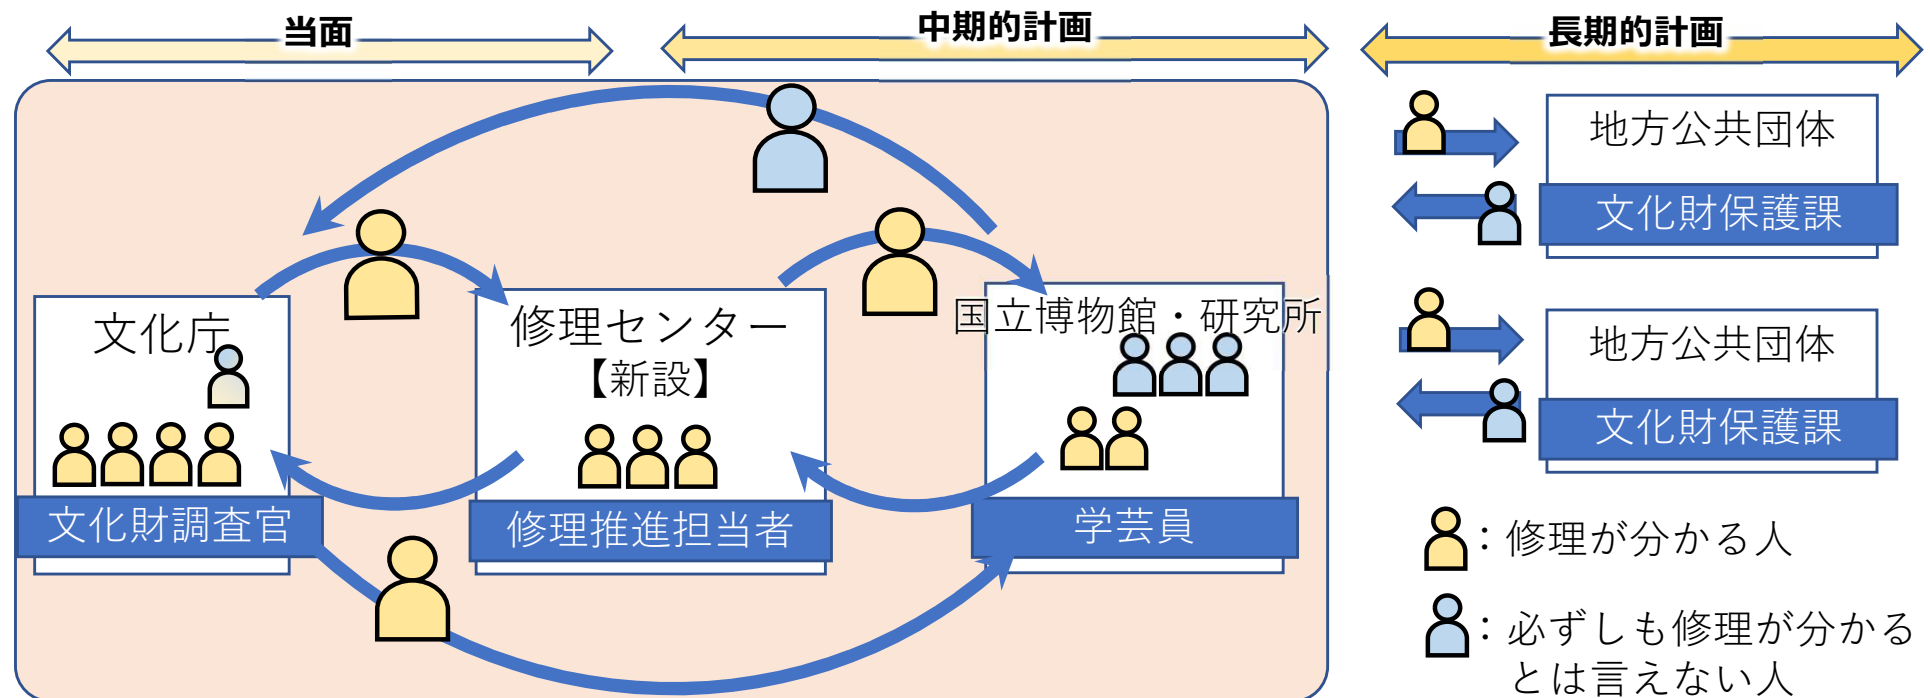 当面
中期的計画
長期的計画
文化庁
文化財調査官
修理センター
【新設】
修理推進担当者
国立博物館・研究所
学芸員
地方公共団体
文化財保護課
地方公共団体
文化財保護課
：修理が分かる人
：必ずしも修理が分かる
とは言えない人